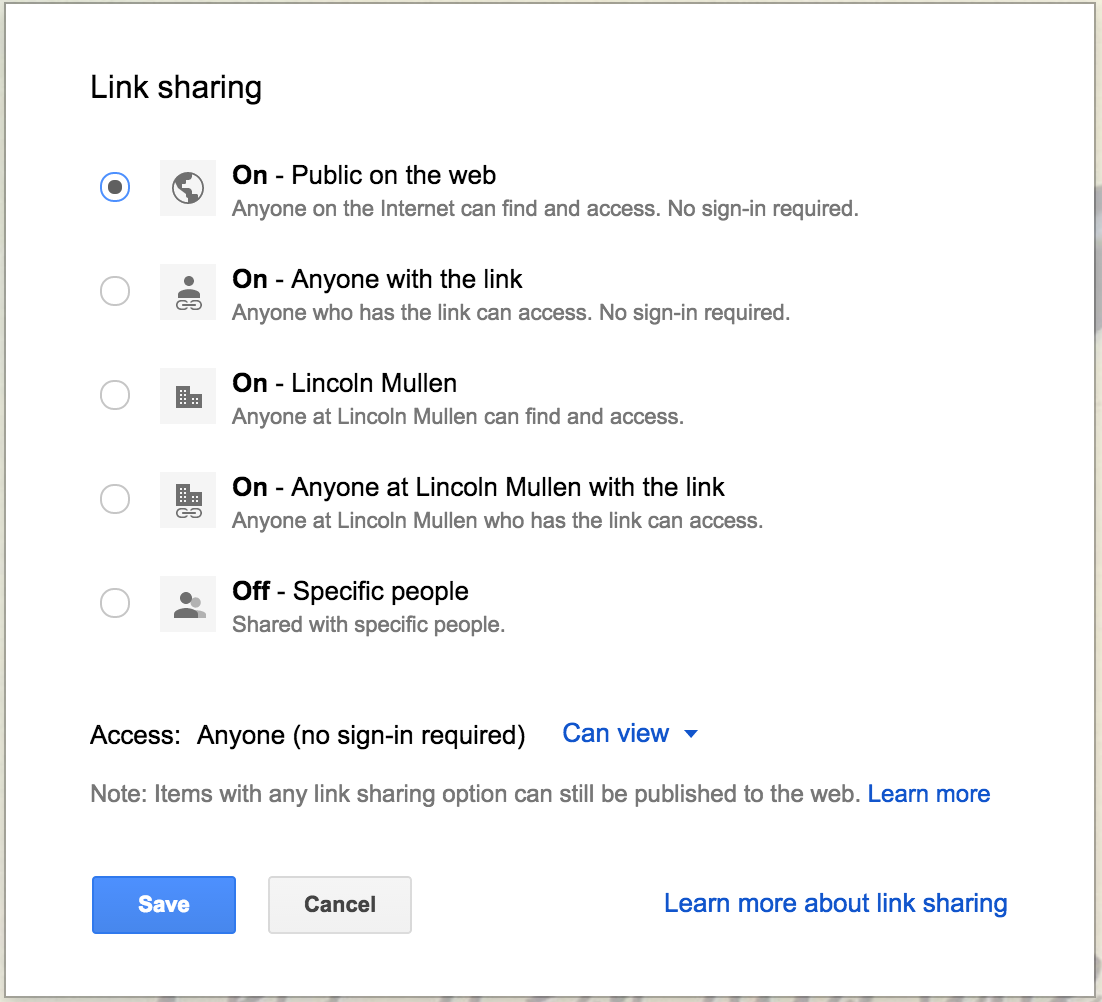 Link sharing
On - Public on the web
Anyone on the Internet can find and access. No sign-in required.
On - Anyone with the link
Anyone who has the link can access. No sign-in required.
On - Lincoln Mullen
Anyone at Lincoln Mullen can find and access.
On - Anyone at Lincoln Mullen with the link
Anyone at Lincoln Mullen who has the link can access.
Off - Specific people
Shared with specific people.
Access: Anyone (no sign-in required) Can view
Note: Items with any link sharing option can still be published to the web. Learn more
Save Cancel Learn more about link sharing